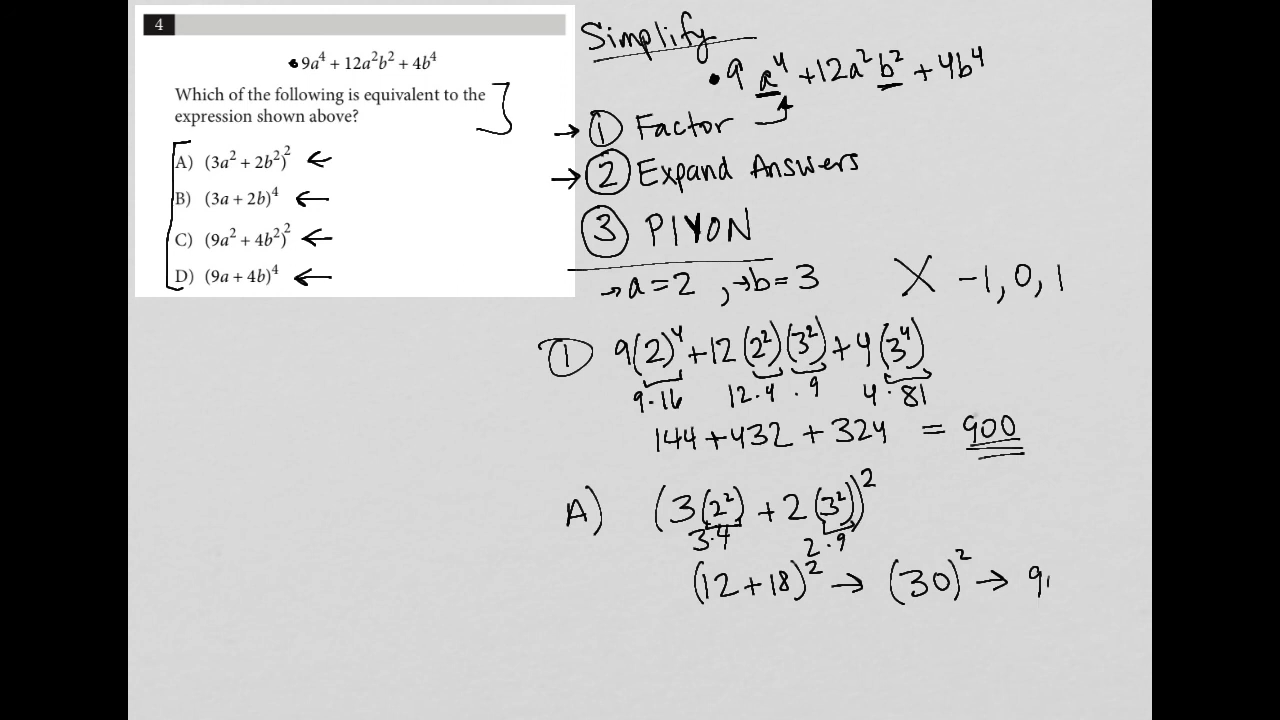 4
9a⁴ + 12a²b² + 4b⁴
Which of the following is equivalent to the
expression shown above?
A) (3a² + 2b²)²
B) (3a + 2b)⁴
C) (9a² + 4b²)²
D) (9a + 4b)⁴
Simplify
9a⁴ + 12a²b² + 4b⁴
→ ① Factor
→ ② Expand Answers
③ PIYON
→ a = 2, → b = 3 X -1, 0, 1
① 9(2)⁴ + 12(2²)(3²) + 4(3⁴)
9·16 12·4·9 4·81
144 + 432 + 324 = 900
A) (3(2²) + 2(3²))²
3·4 2·9
(12 + 18)² → (30)² → 9